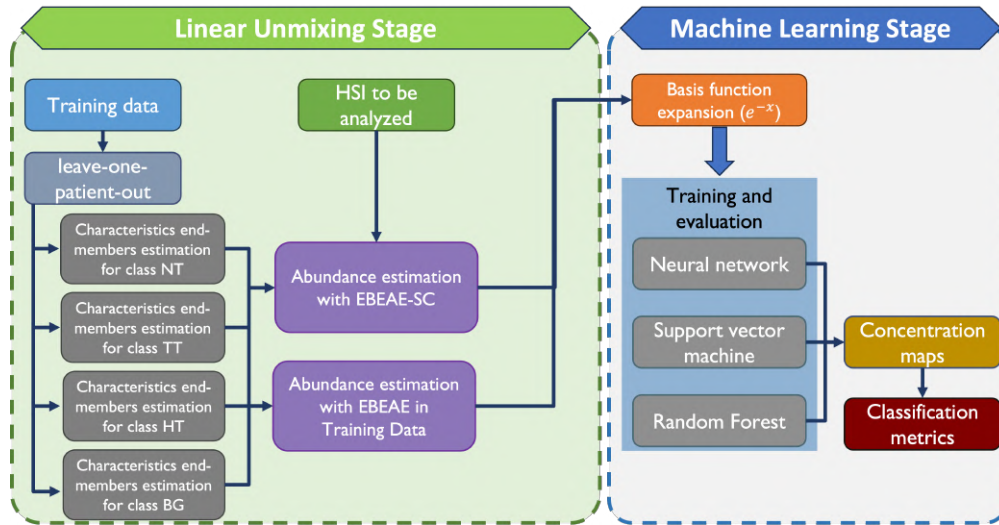 Linear Unmixing Stage
Machine Learning Stage
Training data
HSI to be
analyzed
Basis function
expansion (e^{-x})
leave-one-
patient-out
Training and
evaluation
Characteristics end-
members estimation
for class NT
Characteristics end-
members estimation
for class TT
Characteristics end-
members estimation
for class HT
Characteristics end-
members estimation
for class BG
Abundance estimation
with EBEAE-SC
Abundance estimation
with EBEAE in
Training Data
Neural network
Support vector
machine
Random Forest
Concentration
maps
Classification
metrics